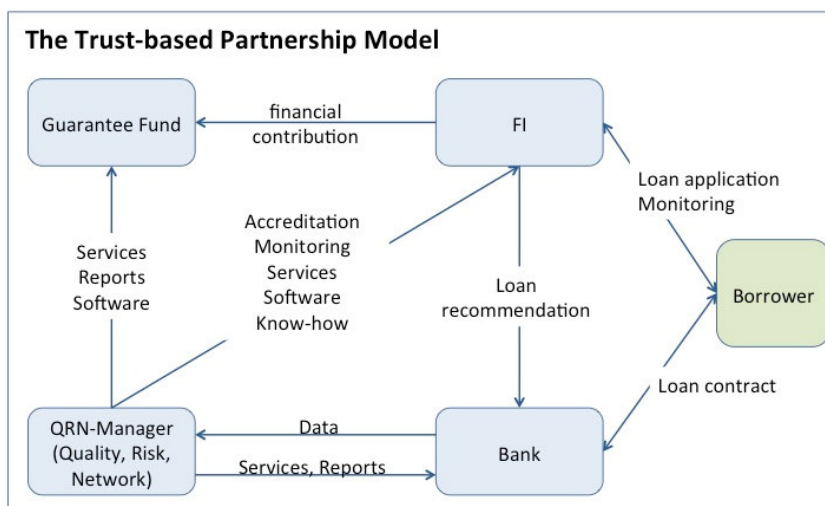 The Trust-based Partnership Model
Guarantee Fund
financial
contribution
FI
Loan application
Monitoring
Accreditation
Monitoring
Services
Software
Know-how
Services
Reports
Software
Loan
recommendation
Borrower
Loan contract
QRN-Manager
(Quality, Risk,
Network)
Data
Services, Reports
Bank